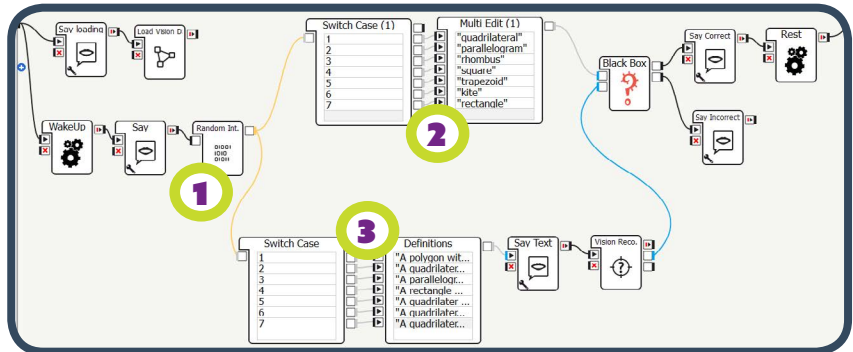 Say loading
Load Vision D
Switch Case (1)
1
2
3
4
5
6
7
Multi Edit (1)
"quadrilateral"
"parallelogram"
"rhombus"
"square"
"trapezoid"
"kite"
"rectangle"
Black Box
Say Correct
Rest
Say Incorrect
WakeUp
Say
Random Int.
01001
1010
01011
1
2
3
Switch Case
1
2
3
4
5
6
7
Definitions
"A polygon wit...
"A quadrilater...
"A parallelogr...
"A rectangle ...
"A quadrilater ...
"A quadrilater...
"A quadrilater...
Say Text
Vision Reco.